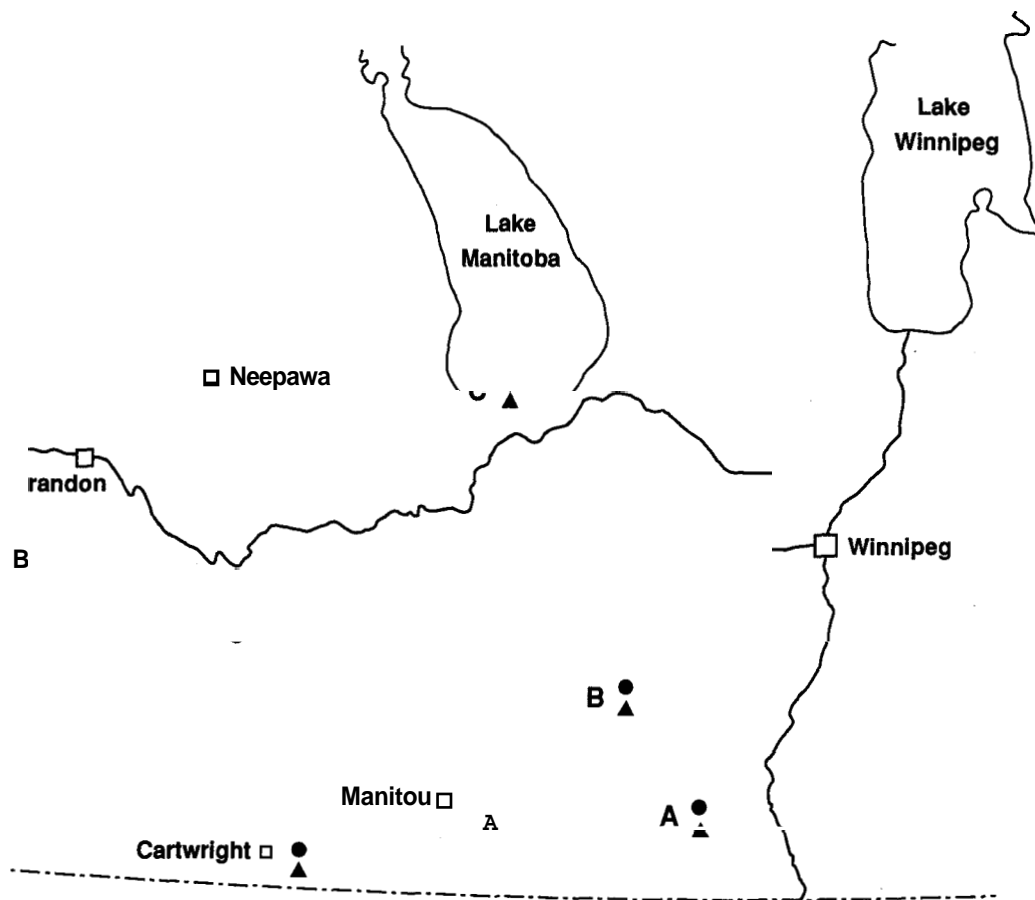 Lake
Winnipeg
Lake
Manitoba
Neepawa
randon
Winnipeg
B
B
Manitou
A
A
Cartwright